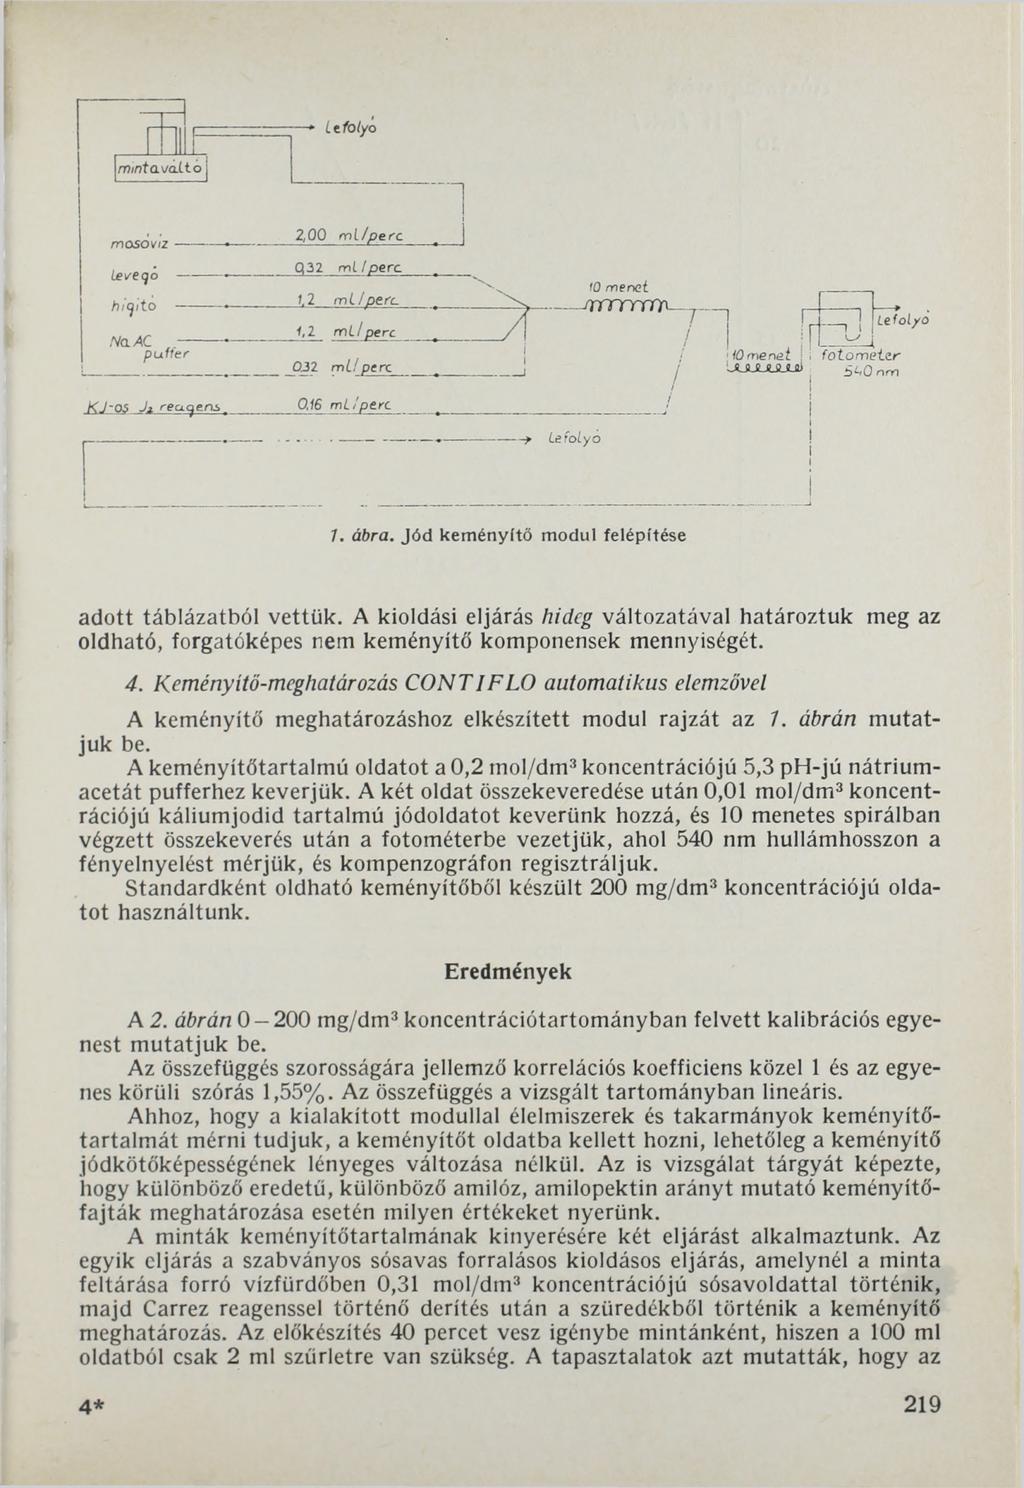 Lefolyó
mintaváltó
mosóvíz 2,00 ml/perc
Levegő 0,32 ml/perc
hígító 1,2 ml/perc
10 menet
NaAC puffer 1,2 ml/perc
Lefolyó
10 menet
fotométer
540 nm
0,32 ml/perc
KJ-os J₂ reagens 0,16 ml/perc
Lefolyó
1. ábra. Jód keményítő modul felépítése
adott táblázatból vettük. A kioldási eljárás hideg változatával határoztuk meg az
oldható, forgatóképes nem keményítő komponensek mennyiségét.
4. Keményítő-meghatározás CONTIFLO automatikus elemzővel
A keményítő meghatározáshoz elkészített modul rajzát az 1. ábrán mutat-
juk be.
A keményítőtartalmú oldatot a 0,2 mol/dm³ koncentrációjú 5,3 pH-jú nátrium-
acetát pufferhez keverjük. A két oldat összekeveredése után 0,01 mol/dm³ koncent-
rációjú káliumjodid tartalmú jódoldatot keverünk hozzá, és 10 menetes spirálban
végzett összekeverés után a fotométerbe vezetjük, ahol 540 nm hullámhosszon a
fényelnyelést mérjük, és kompenzográfon regisztráljuk.
Standardként oldható keményítőből készült 200 mg/dm³ koncentrációjú olda-
tot használtunk.
Eredmények
A 2. ábrán 0 – 200 mg/dm³ koncentrációtartományban felvett kalibrációs egye-
nest mutatjuk be.
Az összefüggés szorosságára jellemző korrelációs koefficiens közel 1 és az egye-
nes körüli szórás 1,55%. Az összefüggés a vizsgált tartományban lineáris.
Ahhoz, hogy a kialakított modullal élelmiszerek és takarmányok keményítő-
tartalmát mérni tudjuk, a keményítőt oldatba kellett hozni, lehetőleg a keményítő
jódkötőképességének lényeges változása nélkül. Az is vizsgálat tárgyát képezte,
hogy különböző eredetű, különböző amilóz, amilopektin arányt mutató keményítő-
fajták meghatározása esetén milyen értékeket nyerünk.
A minták keményítőtartalmának kinyerésére két eljárást alkalmaztunk. Az
egyik eljárás a szabványos sósavas forralásos kioldásos eljárás, amelynél a minta
feltárása forró vízfürdőben 0,31 mol/dm³ koncentrációjú sósavoldattal történik,
majd Carrez reagenssel történő derítés után a szüredékből történik a keményítő
meghatározás. Az előkészítés 40 percet vesz igénybe mintánként, hiszen a 100 ml
oldatból csak 2 ml szűrletre van szükség. A tapasztalatok azt mutatták, hogy az
4*
219